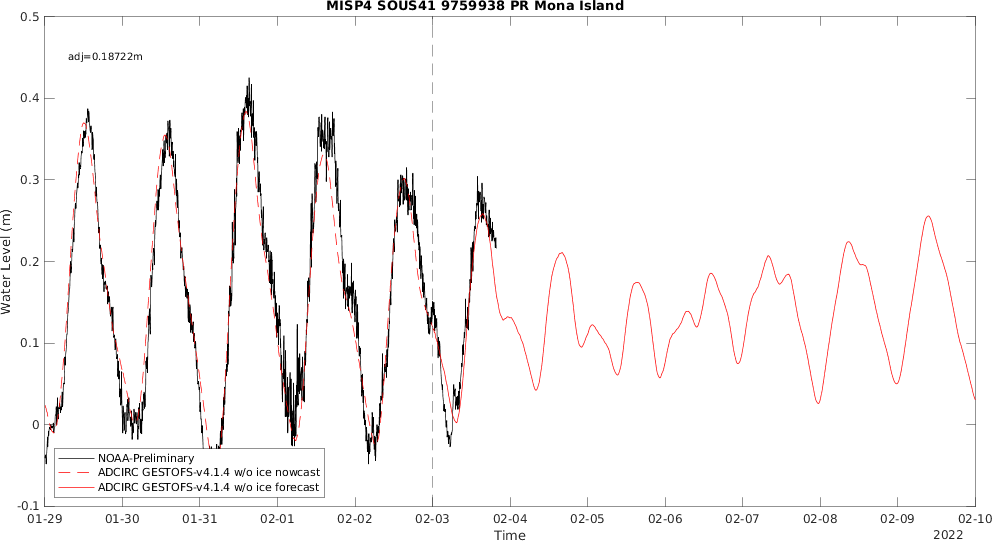 MISP4 SOUS41 9759938 PR Mona Island
0.5
adj=0.18722m
0.4
0.3
0.2
0.1
0
-0.1
Water Level (m)
NOAA-Preliminary
ADCIRC GESTOFS-v4.1.4 w/o ice nowcast
ADCIRC GESTOFS-v4.1.4 w/o ice forecast
01-29 01-30 01-31 02-01 02-02 02-03 02-04 02-05 02-06 02-07 02-08 02-09 02-10
Time
2022